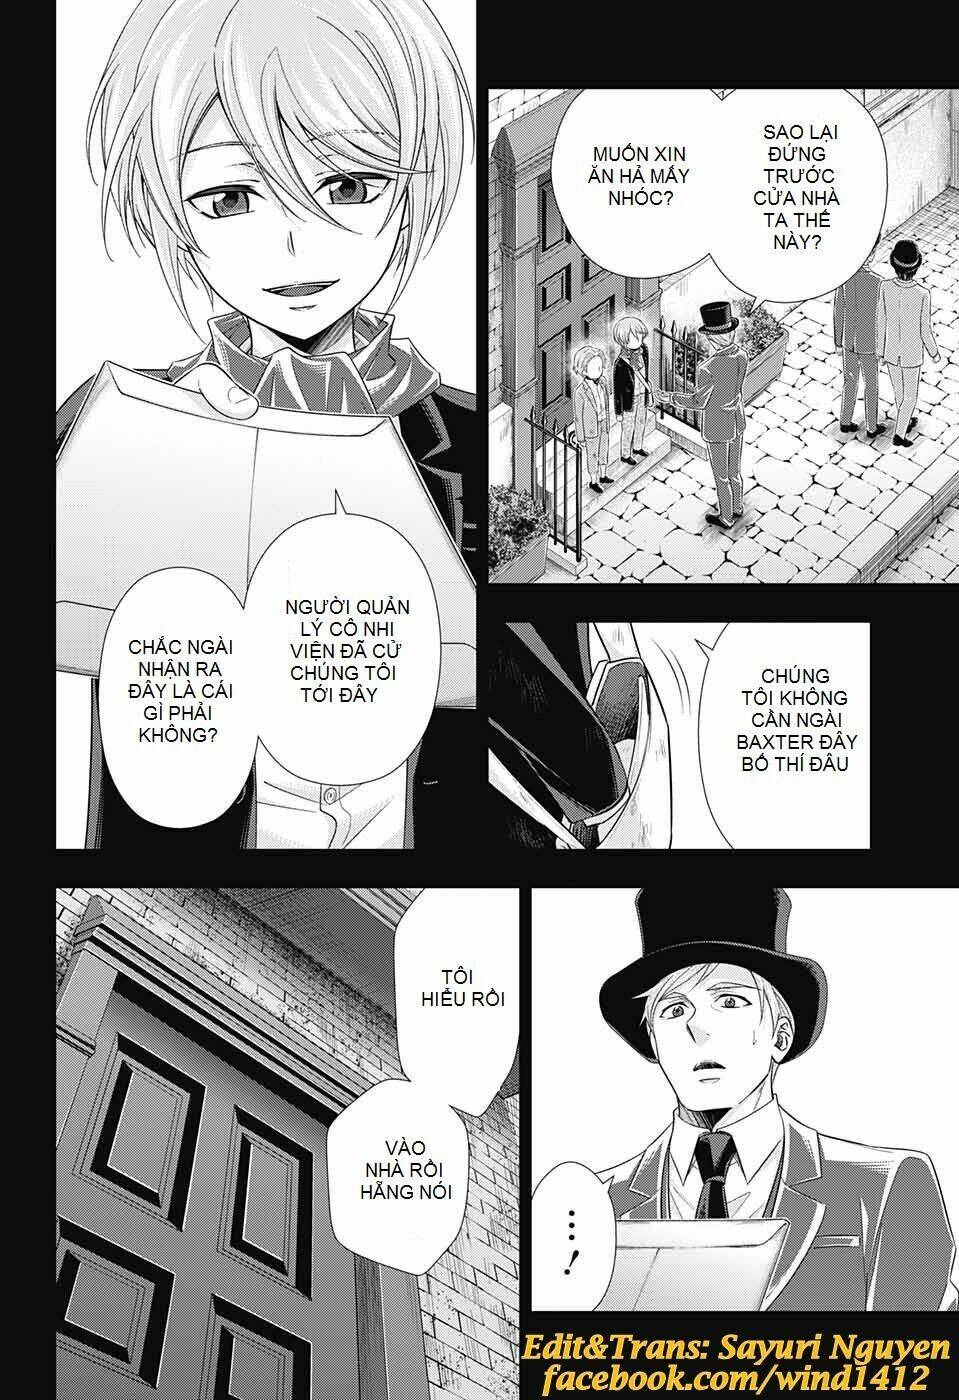 SAO LẠI
ĐỨNG
TRƯỚC
CỬA NHÀ
TA THẾ
NÀY?
MUỐN XIN
ĂN HẢ MẤY
NHÓC?
CHÚNG
TÔI KHÔNG
CẦN NGÀI
BAXTER ĐÂY
BỐ THÍ ĐÂU
NGƯỜI QUẢN
LÝ CÔ NHI
VIỆN ĐÃ CỬ
CHÚNG TÔI
TỚI ĐÂY
CHẮC NGÀI
NHẬN RA
ĐÂY LÀ CÁI
GÌ PHẢI
KHÔNG?
...!
TÔI
HIỂU RỒI
VÀO
NHÀ RỒI
HẴNG NÓI
Edit&Trans: Sayuri Nguyen
facebook.com/wind1412